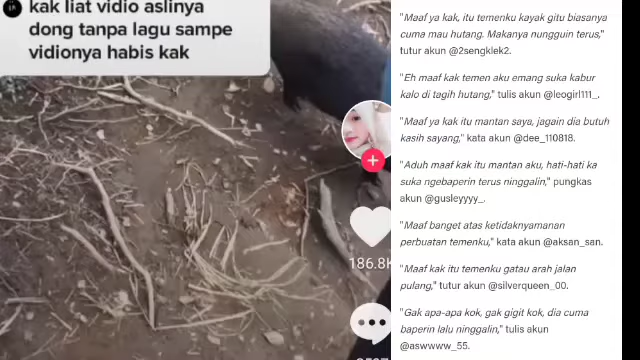 kak liat vidio aslinya
dong tanpa lagu sampe
vidionya habis kak
186.8K
"Maaf ya kak, itu temenku kayak gitu biasanya
cuma mau hutang. Makanya nungguin terus,"
tutur akun @2sengklek2.
"Eh maaf kak temen aku emang suka kabur
kalo di tagih hutang," tulis akun @leogirl111_.
"Maaf ya kak itu mantan saya, jagain dia butuh
kasih sayang," kata akun @dee_110818.
"Aduh maaf kak itu mantan aku, hati-hati ka
suka ngebaperin terus ninggalin," pungkas
akun @gusleyyyy_.
"Maaf banget atas ketidaknyamanan
perbuatan temenku," kata akun @aksan_san.
"Maaf kak itu temenku gatau arah jalan
pulang," tutur akun @silverqueen_00.
"Gak apa-apa kok, gak gigit kok, dia cuma
baperin lalu ninggalin," tulis akun
@aswwww_55.